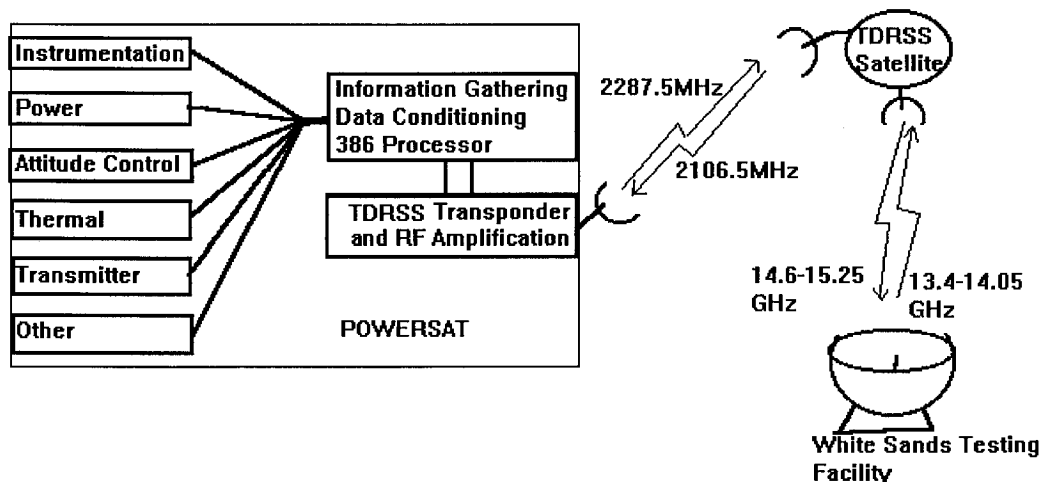 Instrumentation
Power
Attitude Control
Thermal
Transmitter
Other
Information Gathering
Data Conditioning
386 Processor
TDRSS Transponder
and RF Amplification
POWERSAT
2287.5MHz
2106.5MHz
TDRSS
Satellite
14.6-15.25
GHz
13.4-14.05
GHz
White Sands Testing
Facility